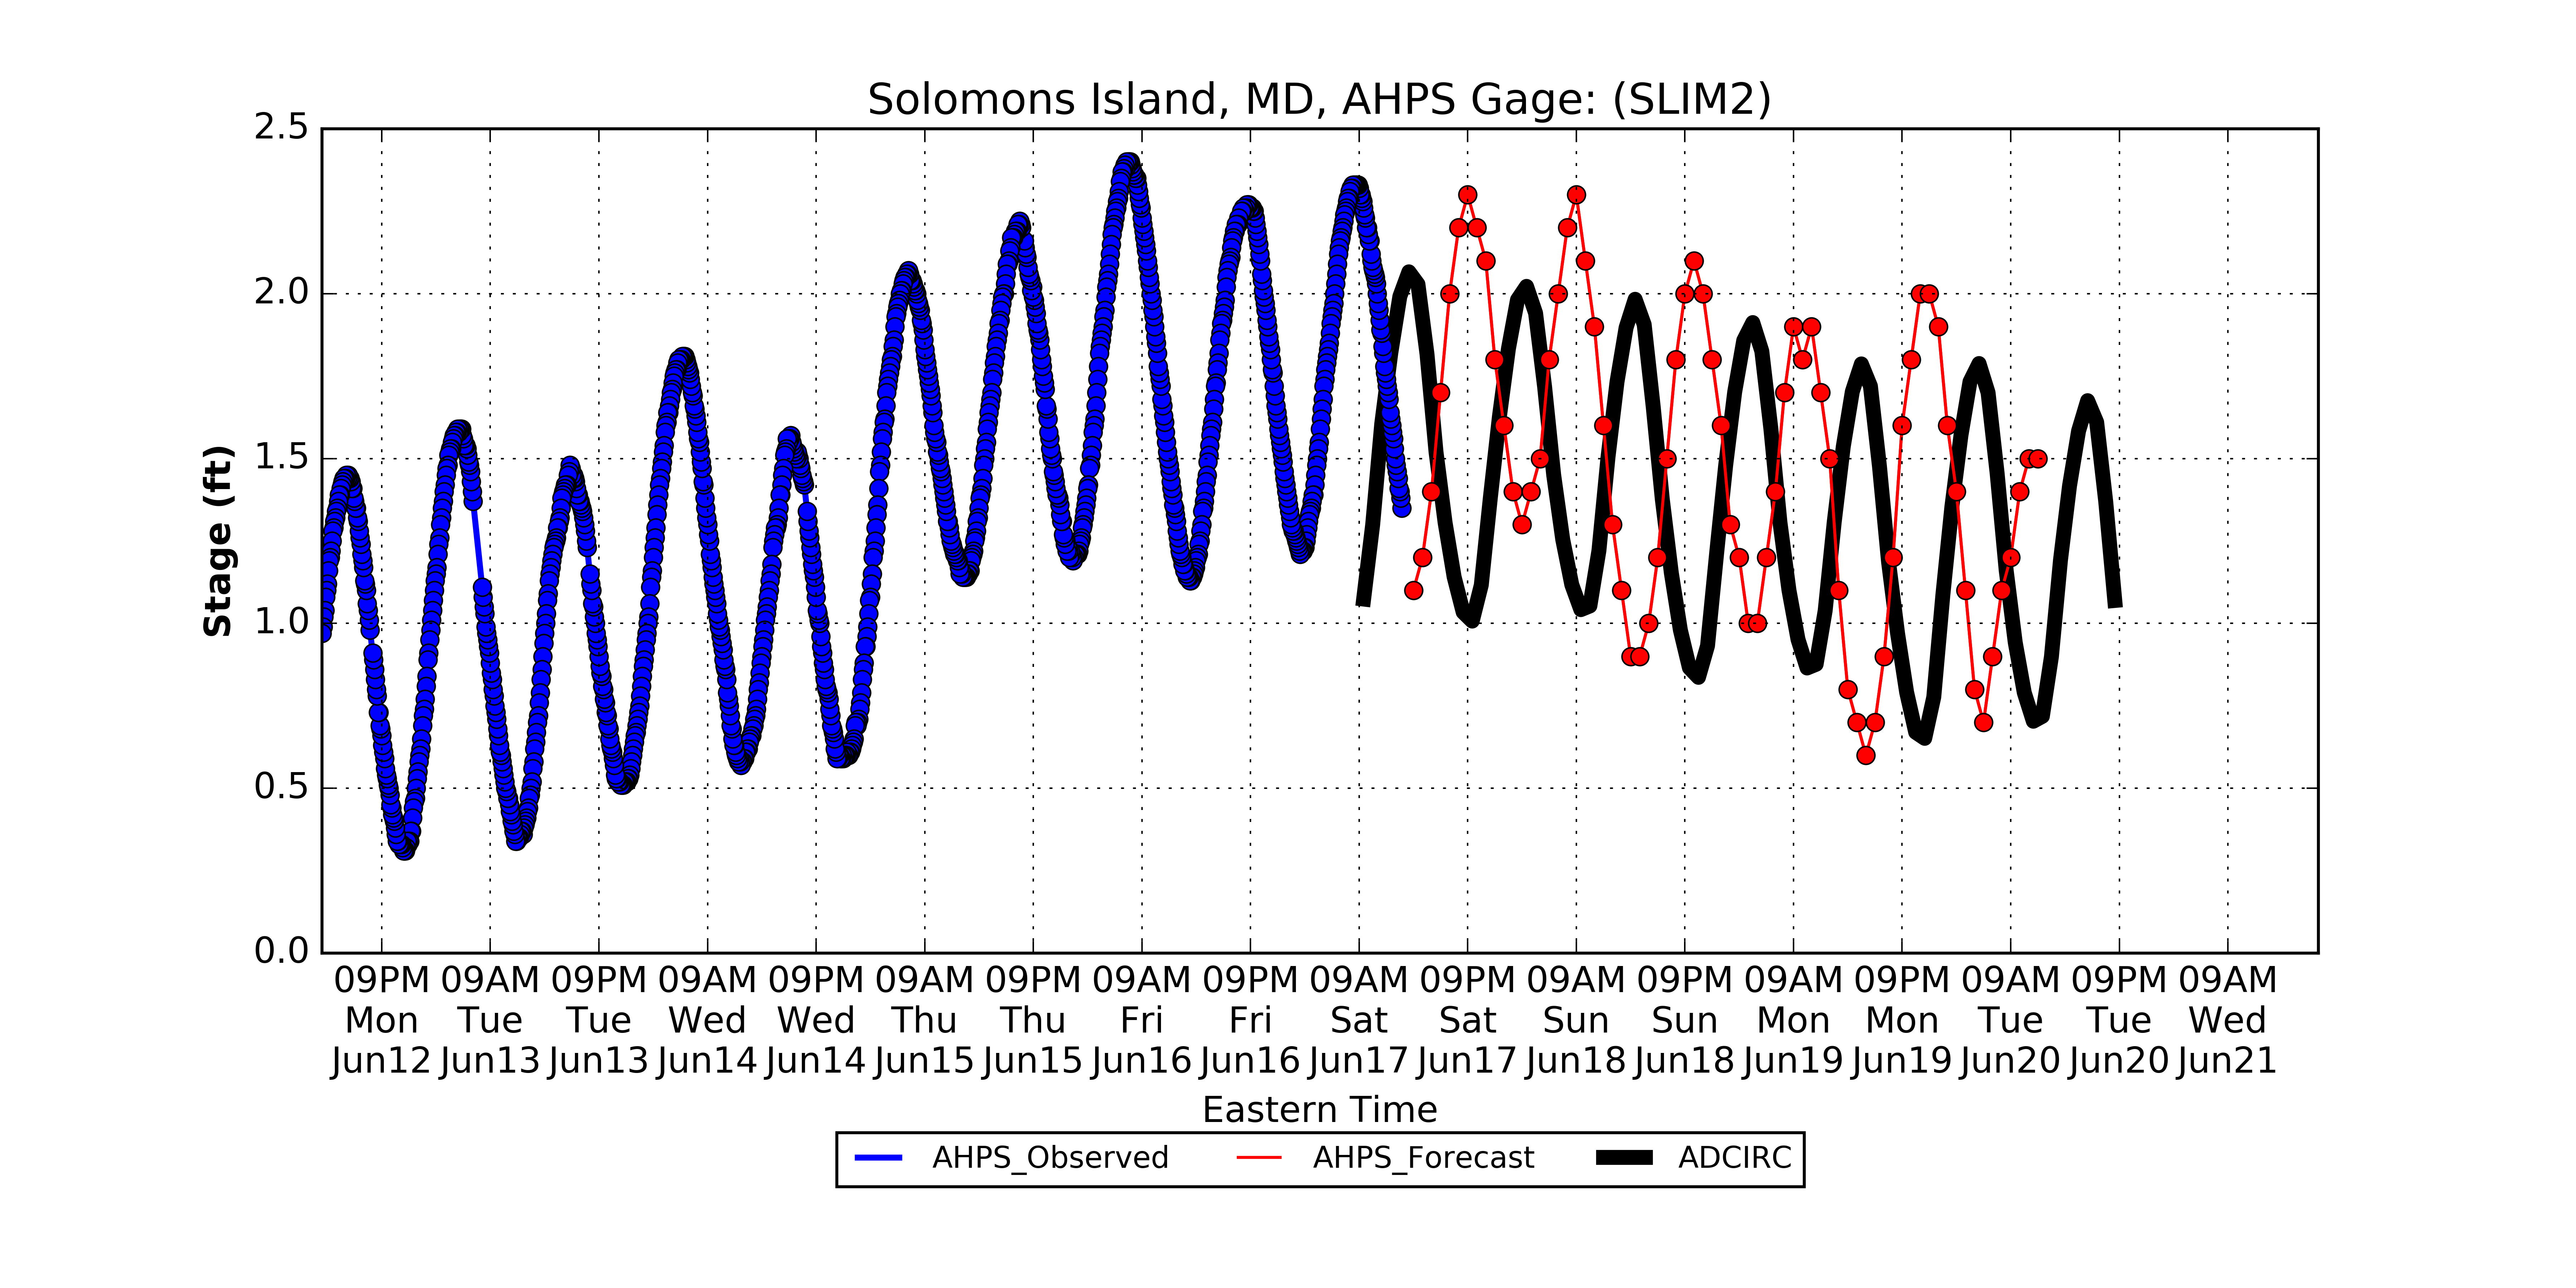 Solomons Island, MD, AHPS Gage: (SLIM2)
2.5
2.0
1.5
1.0
0.5
0.0
Stage (ft)
09PM 09AM 09PM 09AM 09PM 09AM 09PM 09AM 09PM 09AM 09PM 09AM 09PM 09AM 09PM 09AM 09PM 09AM
Mon Tue Tue Wed Wed Thu Thu Fri Fri Sat Sat Sun Sun Mon Mon Tue Tue Wed
Jun12 Jun13 Jun13 Jun14 Jun14 Jun15 Jun15 Jun16 Jun16 Jun17 Jun17 Jun18 Jun18 Jun19 Jun19 Jun20 Jun20 Jun21
Eastern Time
AHPS_Observed AHPS_Forecast ADCIRC